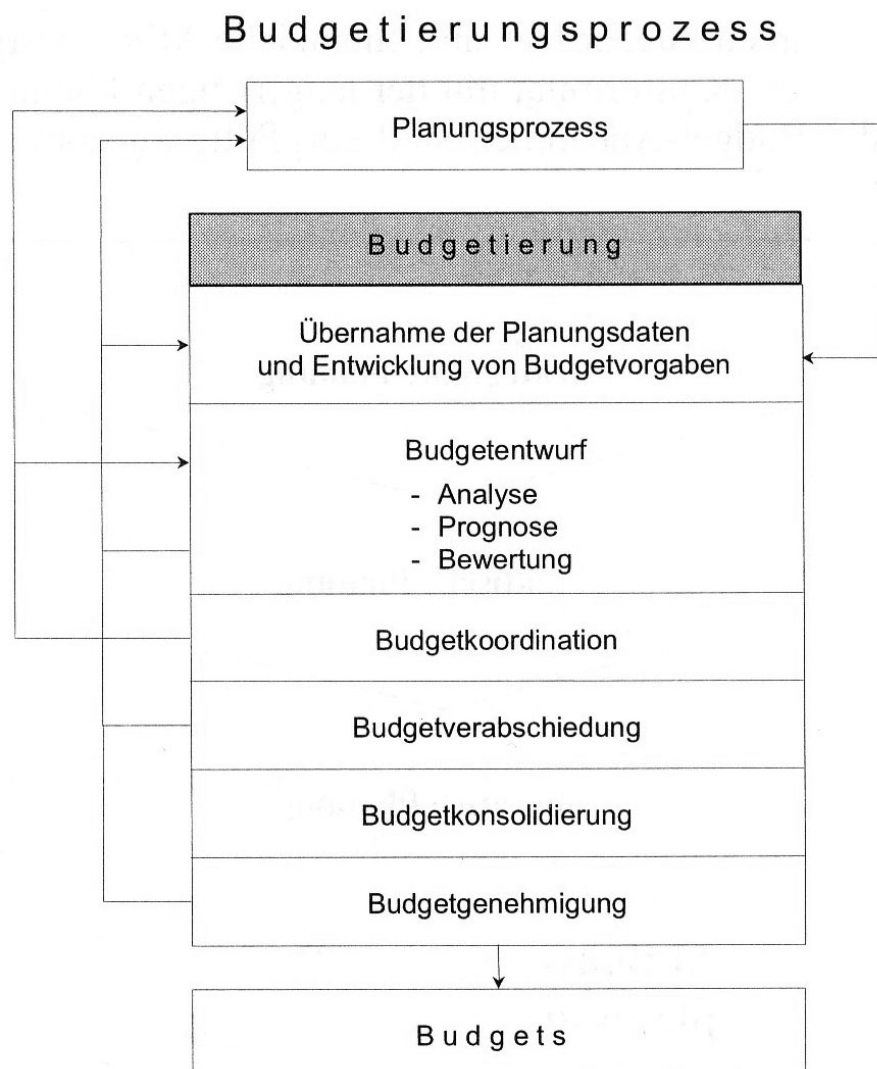 Budgetierungsprozess
Planungsprozess
Budgetierung
Übernahme der Planungsdaten
und Entwicklung von Budgetvorgaben
Budgetentwurf
- Analyse
- Prognose
- Bewertung
Budgetkoordination
Budgetverabschiedung
Budgetkonsolidierung
Budgetgenehmigung
Budgets